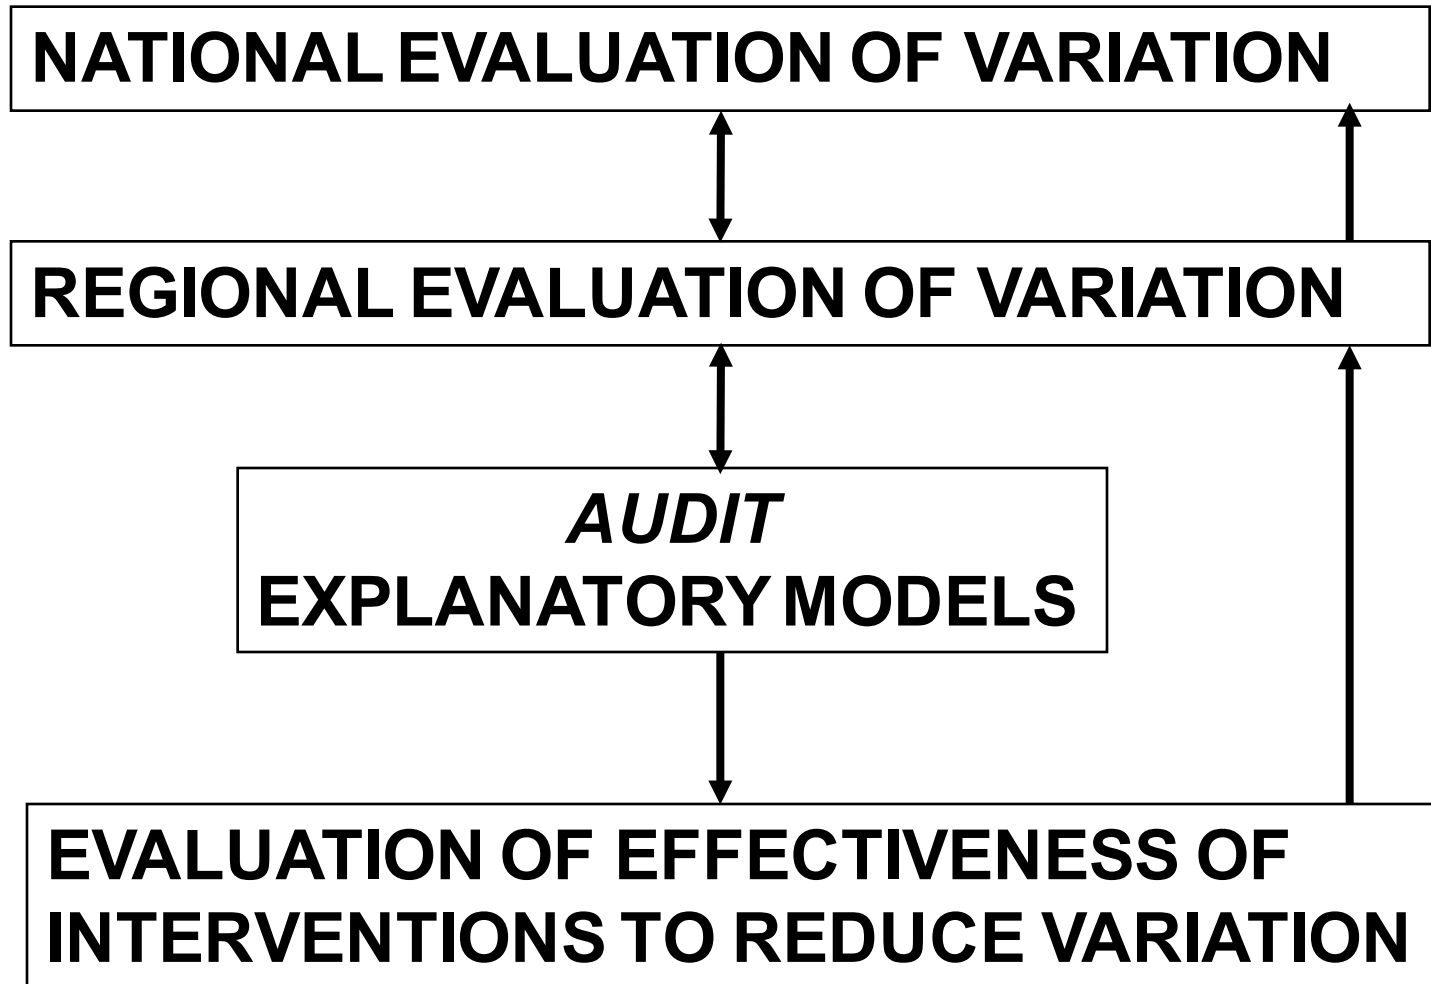 NATIONAL EVALUATION OF VARIATION
REGIONAL EVALUATION OF VARIATION
AUDIT
EXPLANATORY MODELS
EVALUATION OF EFFECTIVENESS OF
INTERVENTIONS TO REDUCE VARIATION